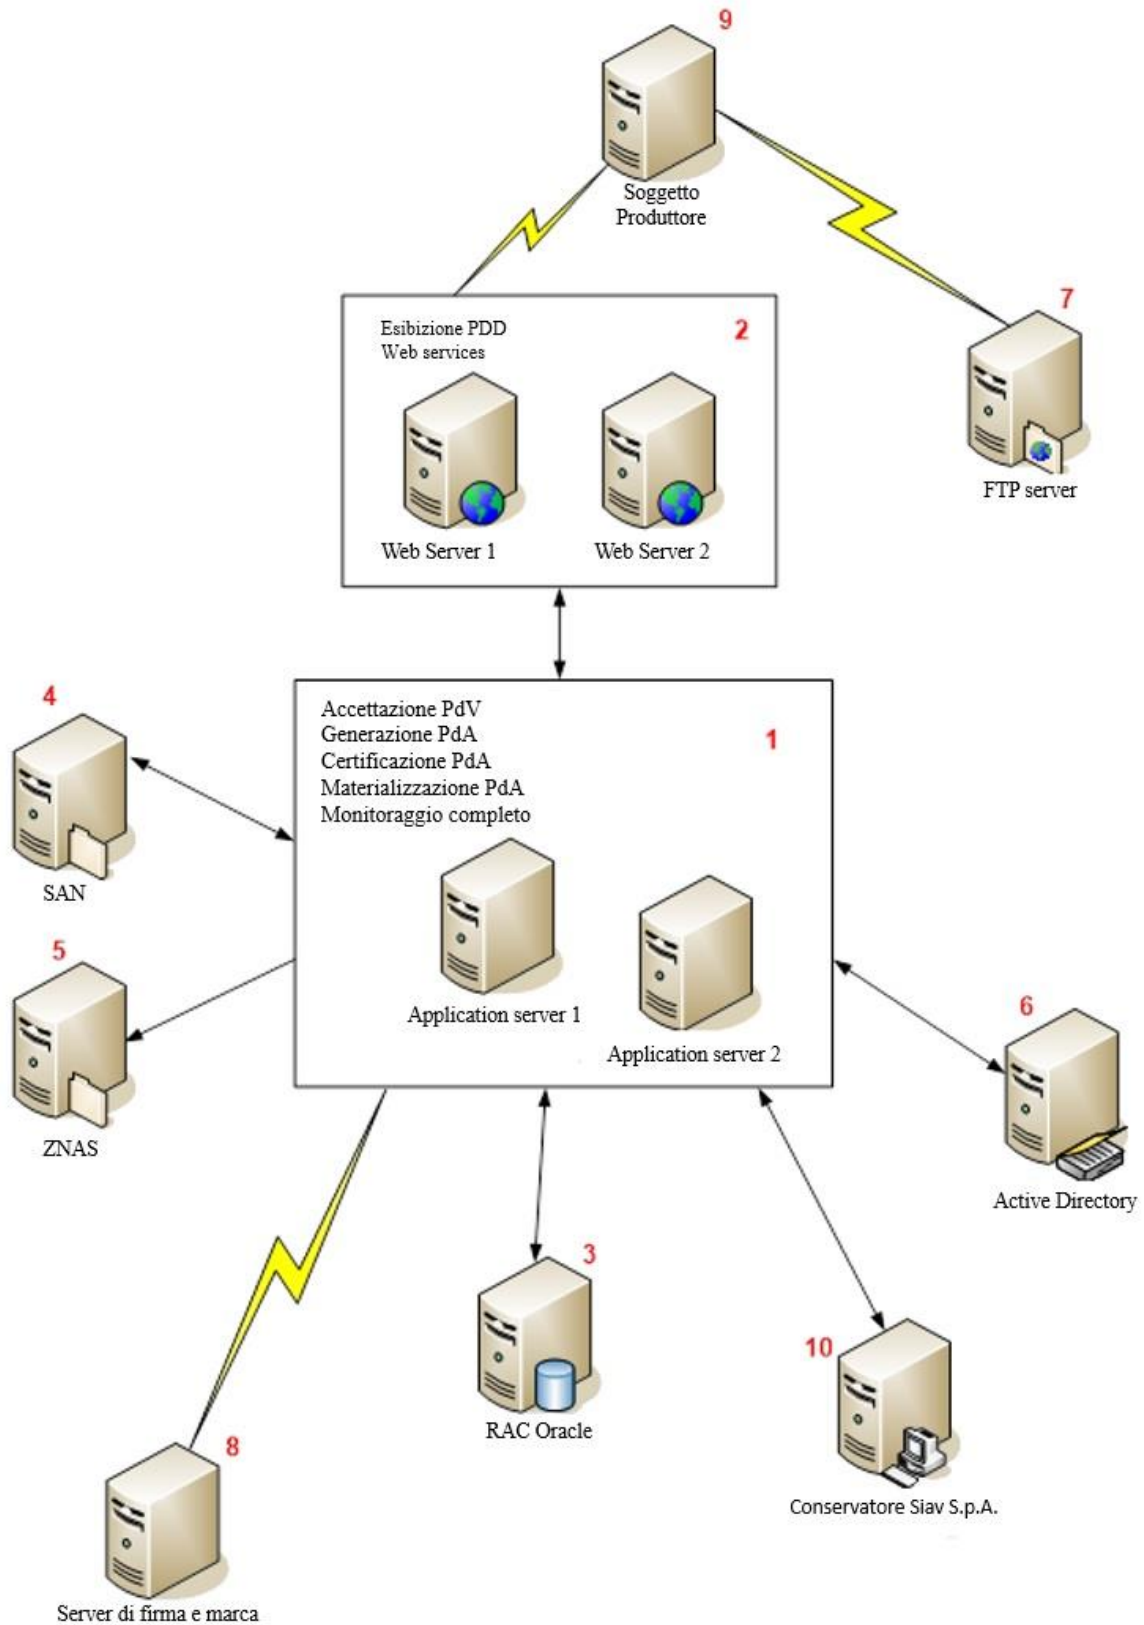 9
Soggetto
Produttore
7
FTP server
Esibizione PDD
Web services
2
Web Server 1
Web Server 2
4
SAN
Accettazione PdV
Generazione PdA
Certificazione PdA
Materializzazione PdA
Monitoraggio completo
1
Application server 1
Application server 2
5
ZNAS
6
Active Directory
3
RAC Oracle
10
Conservatore Siav S.p.A.
8
Server di firma e marca